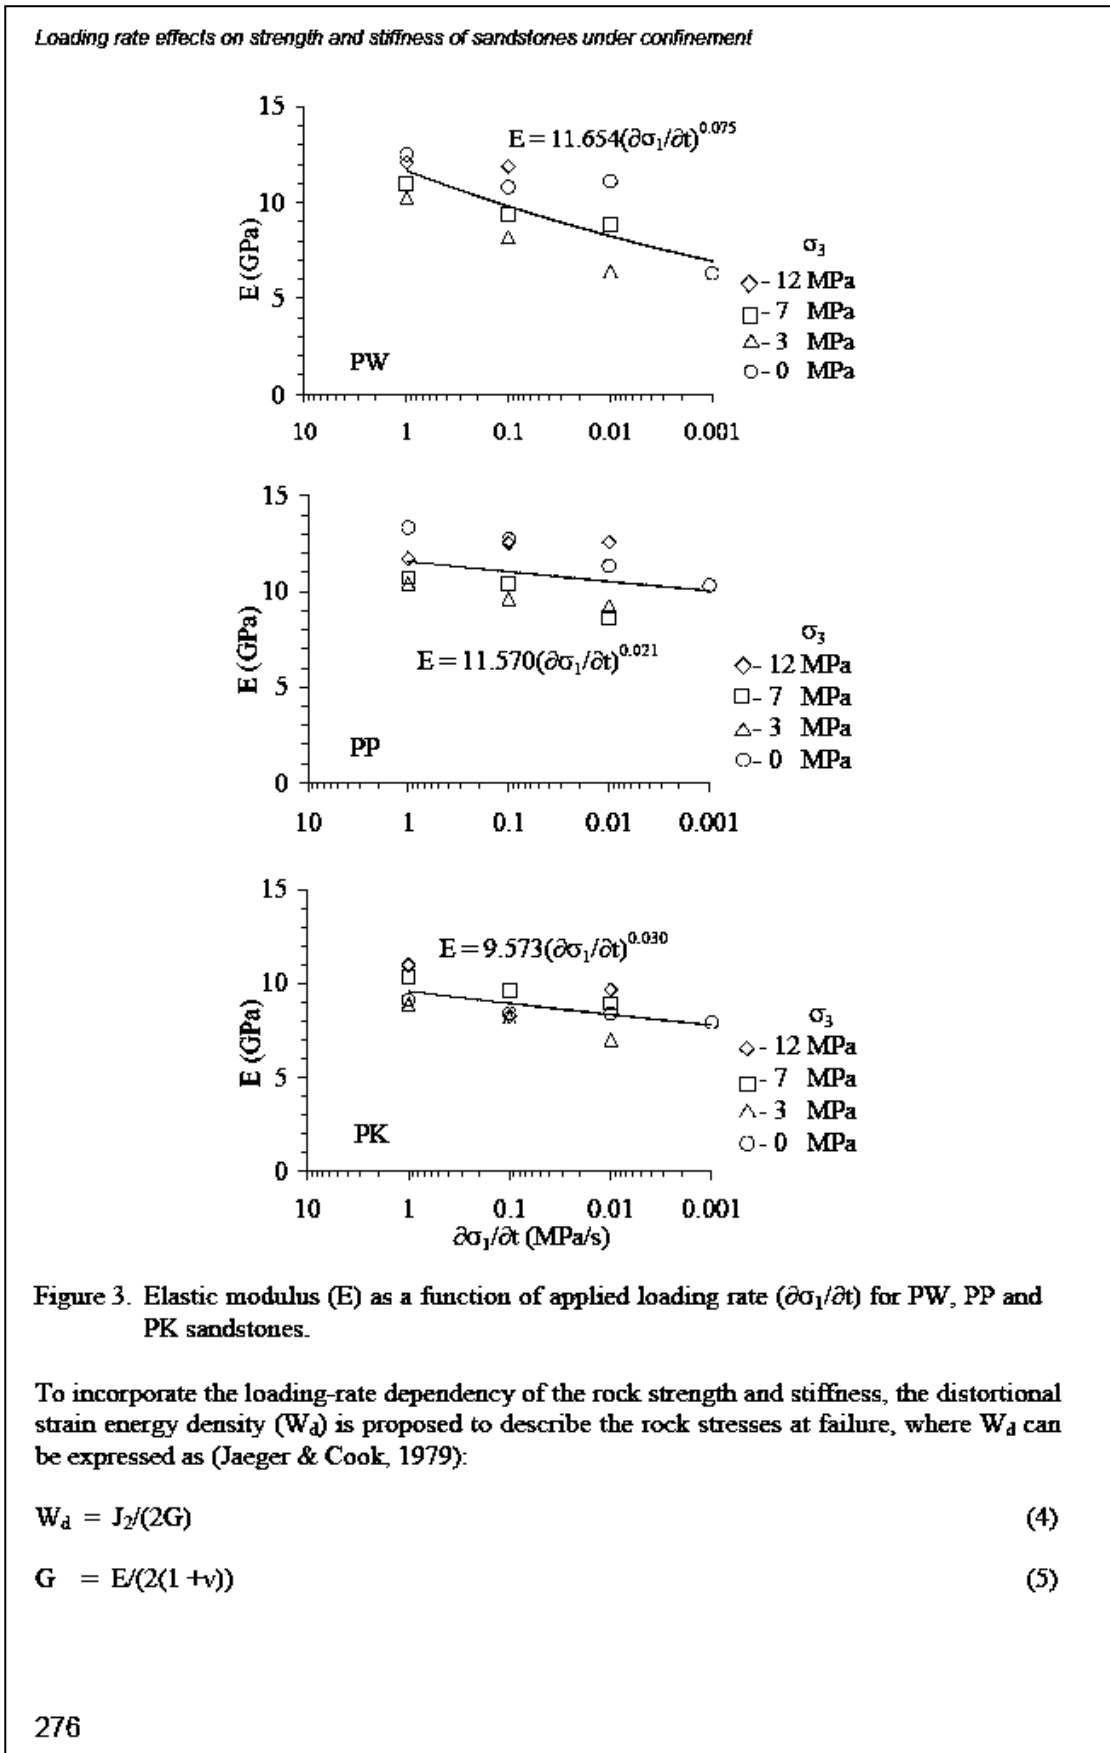 Loading rate effects on strength and stiffness of sandstones under confinement
15
E = 11.654(∂σ₁/∂t)^0.075
10
E (GPa)
σ₃
◇ - 12 MPa
5
□ - 7 MPa
△ - 3 MPa
PW
○ - 0 MPa
0
10 1 0.1 0.01 0.001
15
10
E (GPa)
σ₃
E = 11.570(∂σ₁/∂t)^0.021
◇ - 12 MPa
5
□ - 7 MPa
△ - 3 MPa
PP
○ - 0 MPa
0
10 1 0.1 0.01 0.001
15
E = 9.573(∂σ₁/∂t)^0.030
10
E (GPa)
σ₃
◇ - 12 MPa
5
□ - 7 MPa
△ - 3 MPa
PK
○ - 0 MPa
0
10 1 0.1 0.01 0.001
∂σ₁/∂t (MPa/s)
Figure 3. Elastic modulus (E) as a function of applied loading rate (∂σ₁/∂t) for PW, PP and
PK sandstones.
To incorporate the loading-rate dependency of the rock strength and stiffness, the distortional
strain energy density (W_d) is proposed to describe the rock stresses at failure, where W_d can
be expressed as (Jaeger & Cook, 1979):
W_d = J₂/(2G) (4)
G = E/(2(1 +ν)) (5)
276